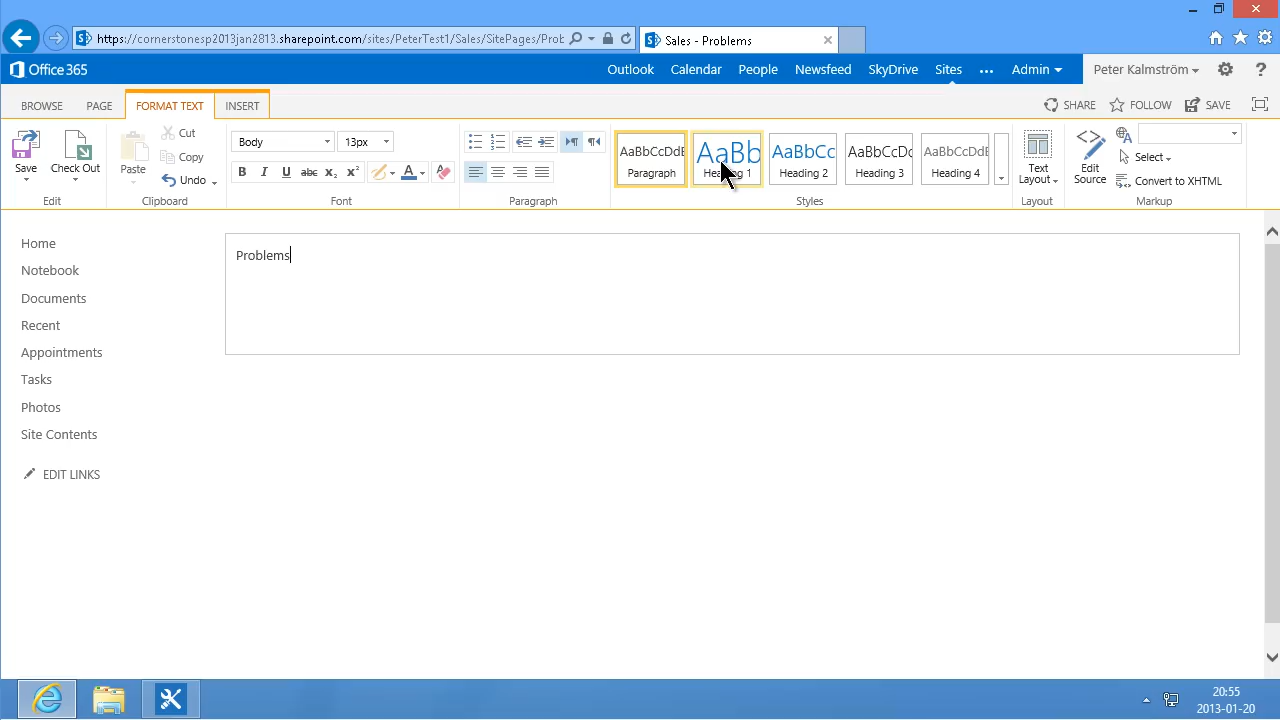 https://cornerstonesp2013jan2813.sharepoint.com/sites/PeterTest1/Sales/SitePages/Prob
Sales - Problems
Office 365
Outlook Calendar People Newsfeed SkyDrive Sites ... Admin Peter Kalmström ?
BROWSE PAGE FORMAT TEXT INSERT SHARE FOLLOW SAVE
Save
Check Out
Edit
Paste
Cut
Copy
Undo
Clipboard
Body 13px
B I U abc x₂ x² A
Font
Paragraph
AaBbCcDdE AaBb AaBbCc AaBbCcDc AaBbCcDdE
Paragraph Heading 1 Heading 2 Heading 3 Heading 4
Styles
Text
Layout
Layout
Edit
Source
Select
Convert to XHTML
Markup
Home
Notebook
Documents
Recent
Appointments
Tasks
Photos
Site Contents
EDIT LINKS
Problems
20:55
2013-01-20